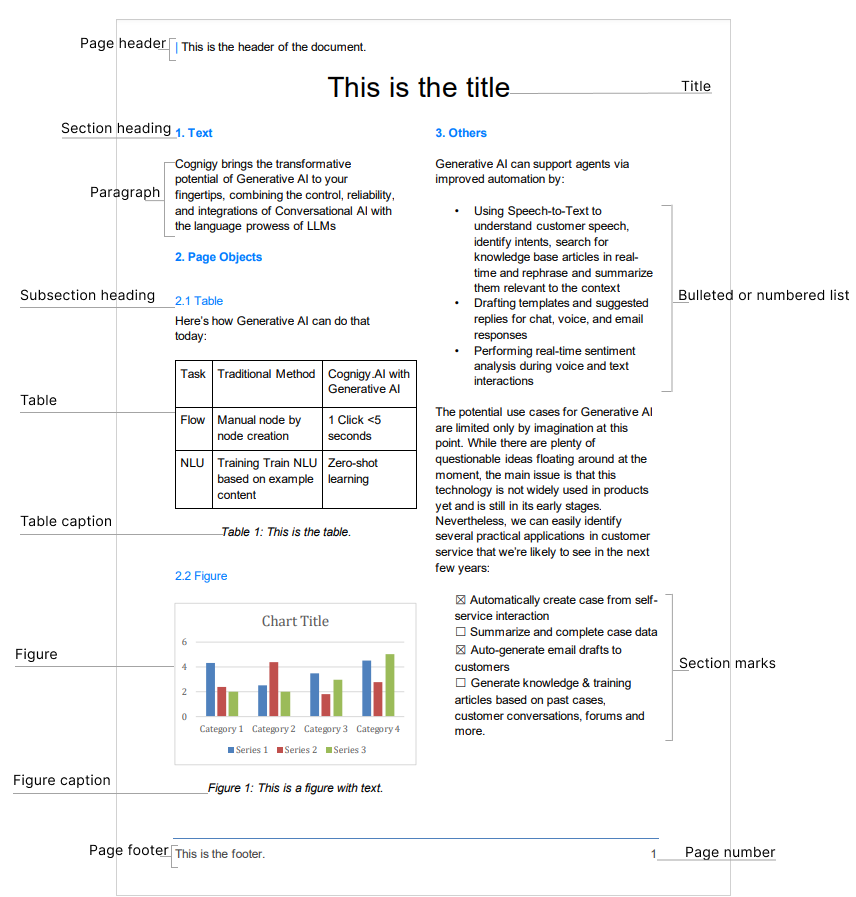 Page header
| This is the header of the document.
This is the title
Title
Section heading
1. Text
Paragraph
Cognigy brings the transformative
potential of Generative AI to your
fingertips, combining the control, reliability,
and integrations of Conversational AI with
the language prowess of LLMs
2. Page Objects
Subsection heading
2.1 Table
Here's how Generative AI can do that
today:
Table
Task Traditional Method Cognigy.AI with
Generative AI
Flow Manual node by 1 Click <5
node creation seconds
NLU Training Train NLU Zero-shot
based on example learning
content
Table caption
Table 1: This is the table.
2.2 Figure
Figure
Chart Title
6
4
2
0
Category 1 Category 2 Category 3 Category 4
Series 1 Series 2 Series 3
Figure caption
Figure 1: This is a figure with text.
3. Others
Generative AI can support agents via
improved automation by:
• Using Speech-to-Text to
understand customer speech,
identify intents, search for
knowledge base articles in real-
time and rephrase and summarize
them relevant to the context
• Drafting templates and suggested
replies for chat, voice, and email
responses
• Performing real-time sentiment
analysis during voice and text
interactions
Bulleted or numbered list
The potential use cases for Generative AI
are limited only by imagination at this
point. While there are plenty of
questionable ideas floating around at the
moment, the main issue is that this
technology is not widely used in products
yet and is still in its early stages.
Nevertheless, we can easily identify
several practical applications in customer
service that we're likely to see in the next
few years:
☒ Automatically create case from self-
service interaction
☐ Summarize and complete case data
☒ Auto-generate email drafts to
customers
☐ Generate knowledge & training
articles based on past cases,
customer conversations, forums and
more.
Section marks
Page footer
This is the footer.
1
Page number